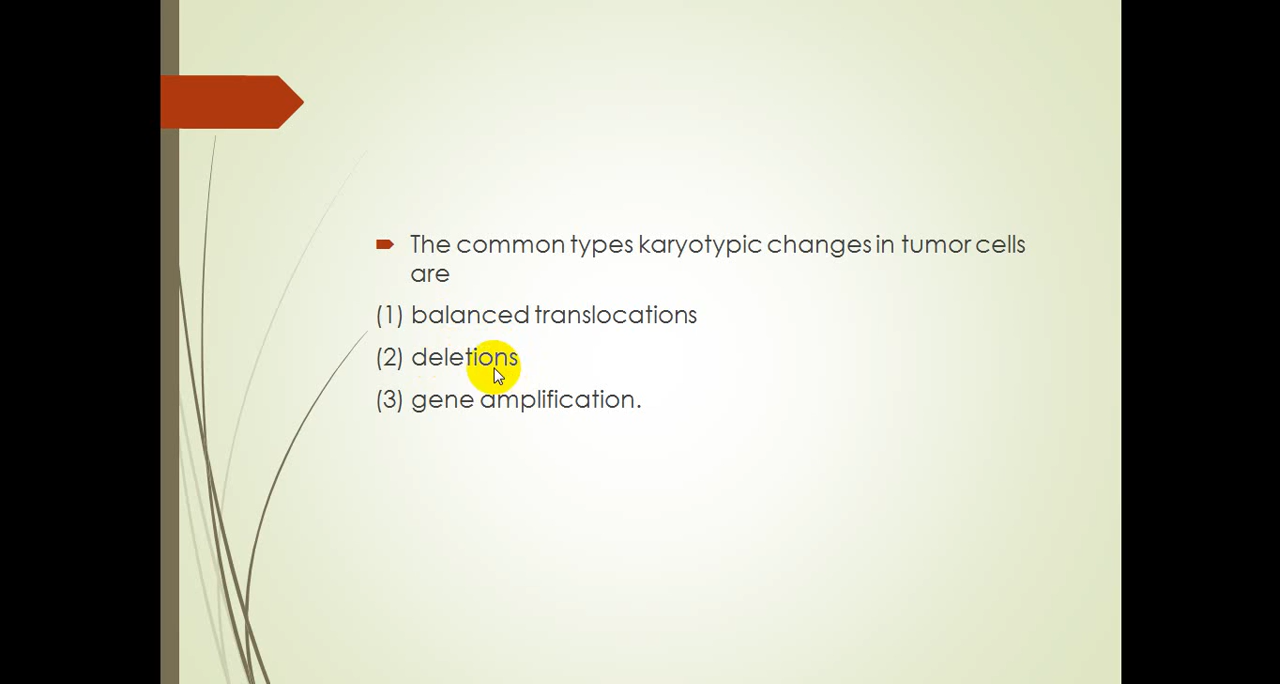 The common types karyotypic changes in tumor cells
are
(1) balanced translocations
(2) deletions
(3) gene amplification.